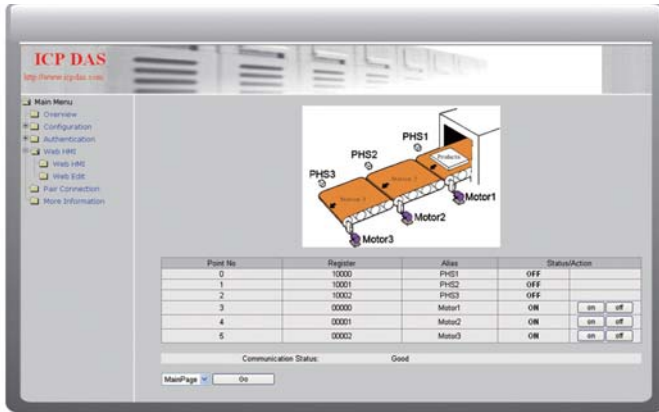 ICP DAS
http://www.icpdas.com
Main Menu
Overview
Configuration
Authentication
Web HMI
Web HMI
Web Edit
Pair Connection
More Information
PHS1
PHS2
PHS3
Products
Motor1
Motor2
Motor3
Point No Register Alias Status/Action
0 10000 PHS1 OFF
1 10001 PHS2 OFF
2 10002 PHS3 OFF
3 00000 Motor1 ON on off
4 00001 Motor2 ON on off
5 00002 Motor3 ON on off
Communication Status: Good
MainPage Go